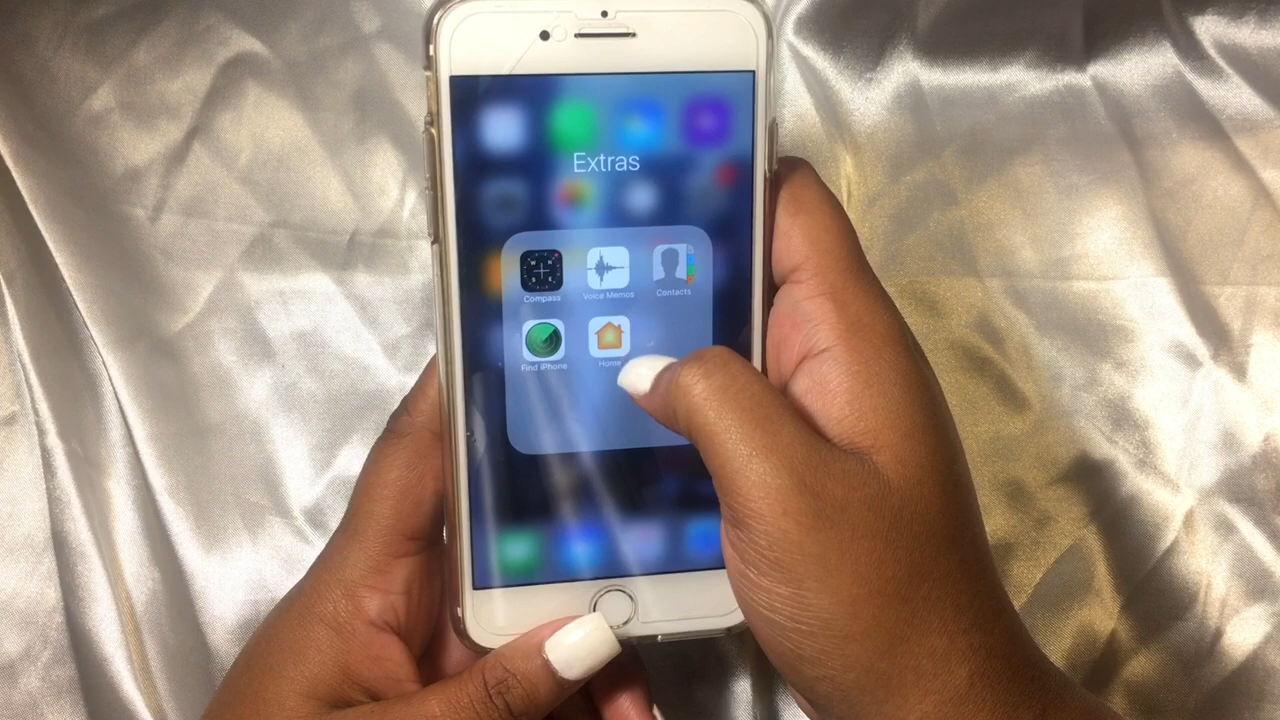 Extras
Compass
Voice Memos
Contacts
Find iPhone
Home